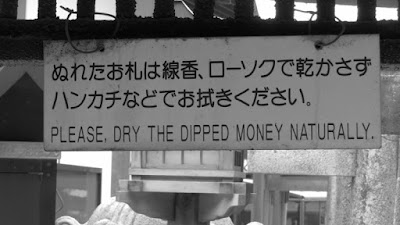 ぬれたお札は線香、ローソクで乾かさず
ハンカチなどでお拭きください。
PLEASE, DRY THE DIPPED MONEY NATURALLY.